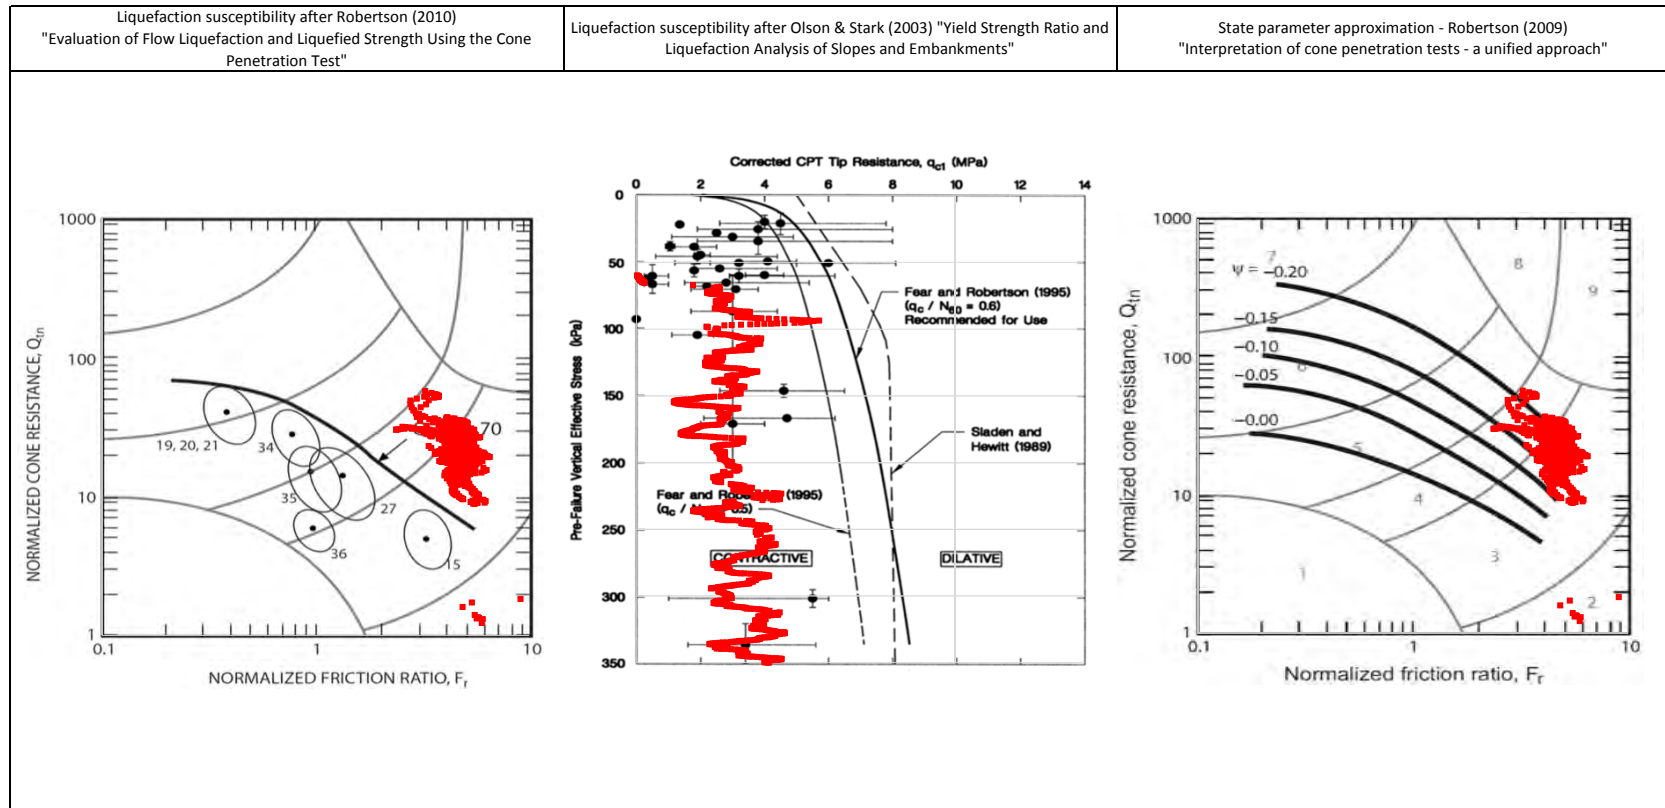 Liquefaction susceptibility after Robertson (2010)
"Evaluation of Flow Liquefaction and Liquefied Strength Using the Cone
Penetration Test"
Liquefaction susceptibility after Olson & Stark (2003) "Yield Strength Ratio and
Liquefaction Analysis of Slopes and Embankments"
State parameter approximation - Robertson (2009)
"Interpretation of cone penetration tests - a unified approach"
NORMALIZED CONE RESISTANCE, Qtn
1000
100
10
1
0.1
1
10
NORMALIZED FRICTION RATIO, Fr
19, 20, 21
34
35
27
36
15
70
Corrected CPT Tip Resistance, qc1 (MPa)
0 2 4 6 8 10 12 14
Pre-Failure Vertical Effective Stress (kPa)
0
50
100
150
200
250
300
350
Fear and Robertson (1995)
(qc / N60 = 0.6)
Recommended for Use
Sladen and
Hewitt (1989)
Fear and (1995)
(qc /
CONTRACTIVE
DILATIVE
Normalized cone resistance, Qtn
1000
100
10
1
0.1
1
10
Normalized friction ratio, Fr
ψ = -0.20
-0.15
-0.10
-0.05
-0.00
1
2
3
4
5
6
7
8
9